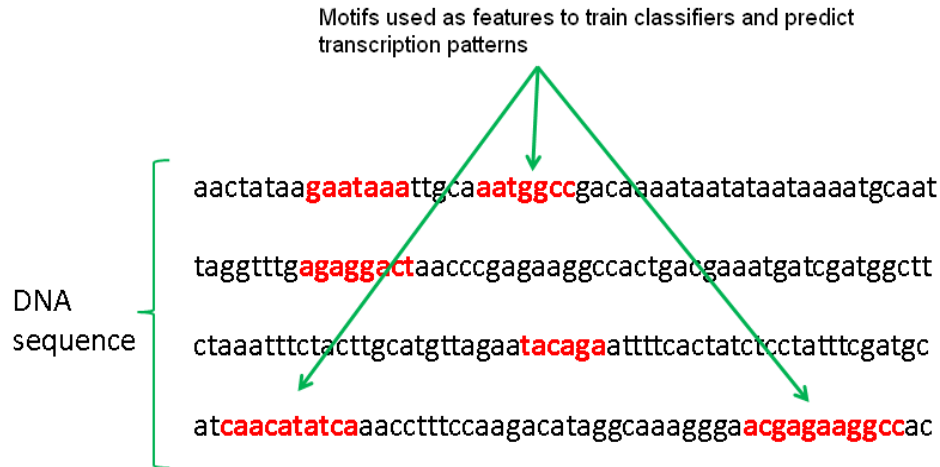 Motifs used as features to train classifiers and predict
transcription patterns
DNA
sequence
aactataagaataaattgcaaatggccgacaaaataatataataaaatgcaat
taggtttgagaggactaacccgagaaggccactgacgaaatgatcgatggctt
ctaaatttctacttgcatgttagaatacagaattttcactatctcctatttcgatgc
atcaacatatcaaacctttccaagacataggcaaagggaacgagaaggccac